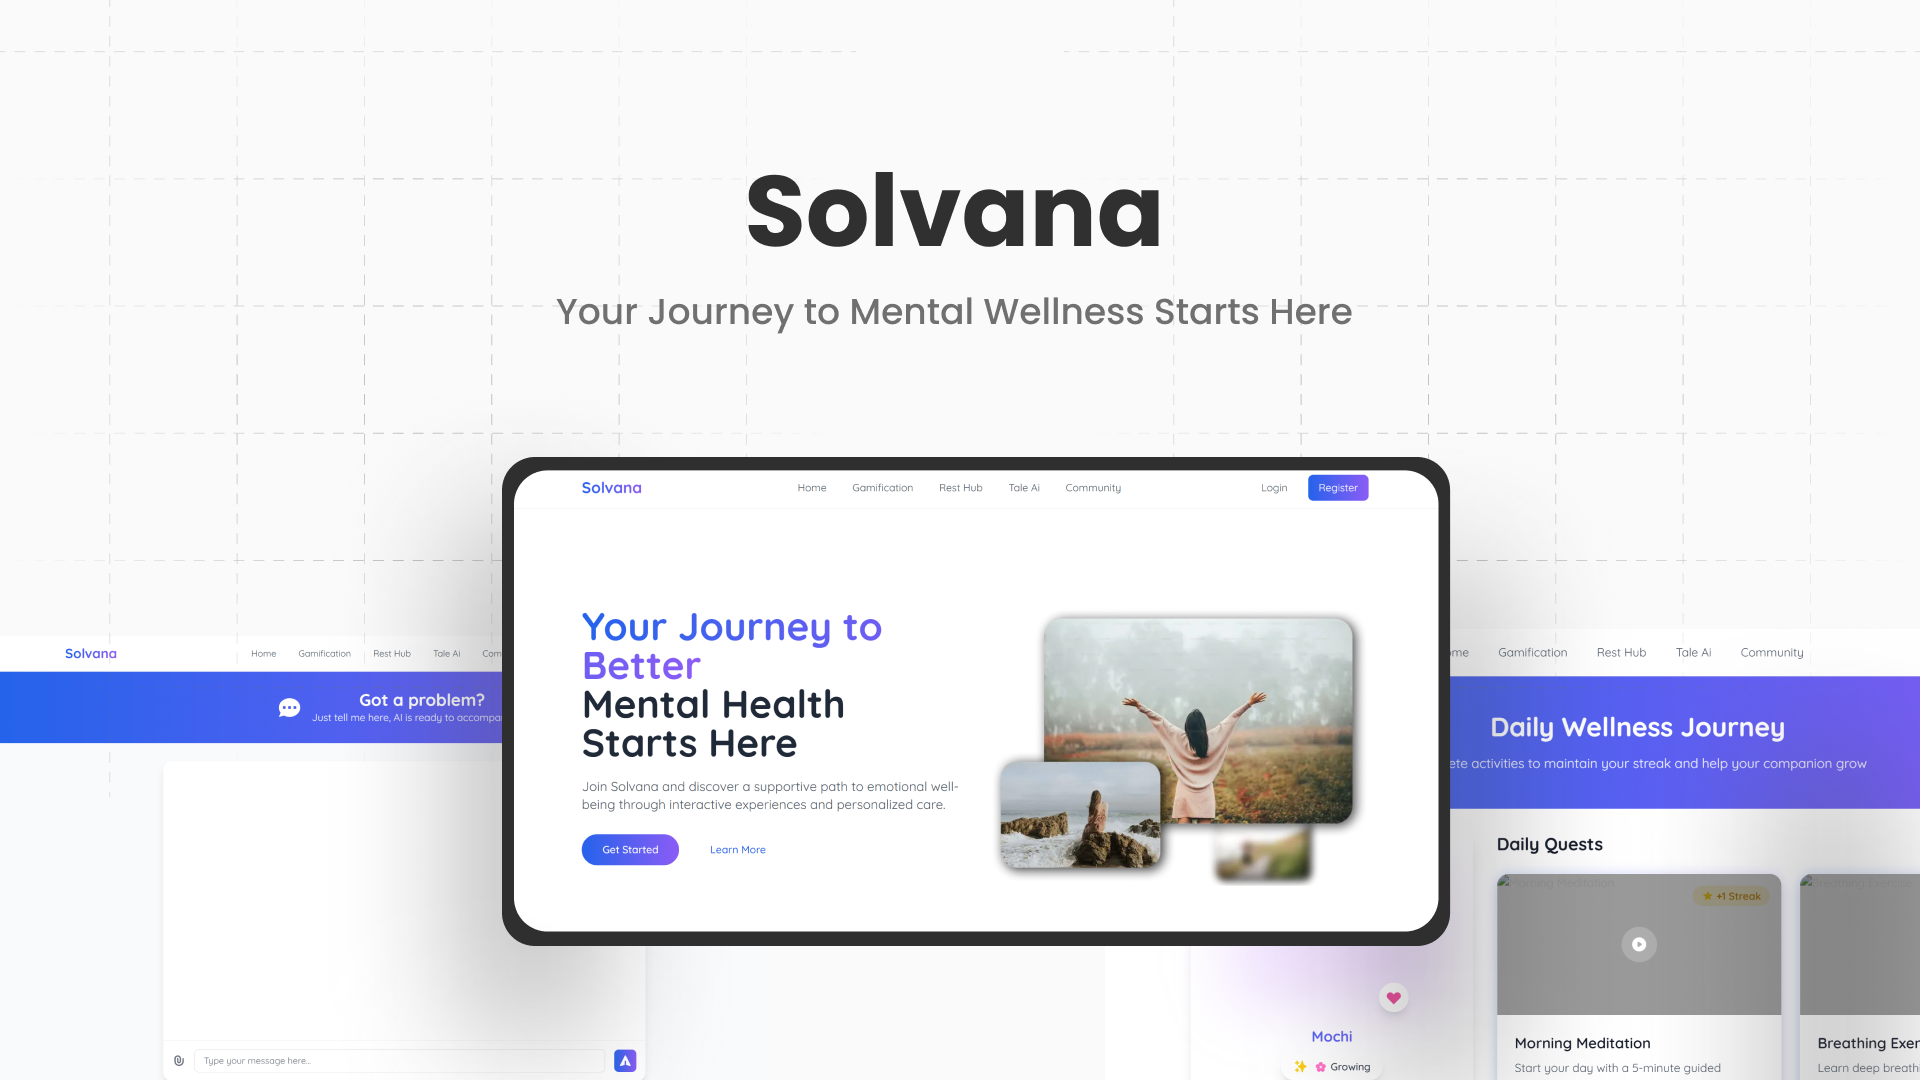 Solvana
Your Journey to Mental Wellness Starts Here
Solvana
Home Gamification Rest Hub Tale Ai Community
Login Register
Your Journey to
Better
Mental Health
Starts Here
Join Solvana and discover a supportive path to emotional well-
being through interactive experiences and personalized care.
Get Started Learn More
Solvana
Home Gamification Rest Hub Tale Ai Com
Got a problem?
Just tell me here, AI is ready to accompa
Type your message here...
me Gamification Rest Hub Tale Ai Community
Daily Wellness Journey
ete activities to maintain your streak and help your companion grow
Mochi
Growing
Daily Quests
Morning Meditation
+1 Streak
Morning Meditation
Start your day with a 5-minute guided
Breathing Exercise
Breathing Exer
Learn deep breath